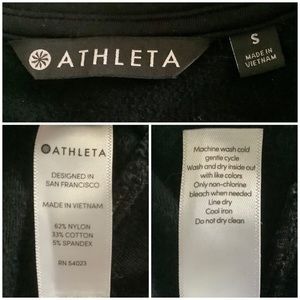 ATHLETA
S
MADE IN
VIETNAM
ATHLETA
DESIGNED IN
SAN FRANCISCO
MADE IN VIETNAM
62% NYLON
33% COTTON
5% SPANDEX
RN 54023
Machine wash cold
gentle cycle
Wash and dry inside out
with like colors
Only non-chlorine
bleach when needed
Line dry
Cool iron
Do not dry clean